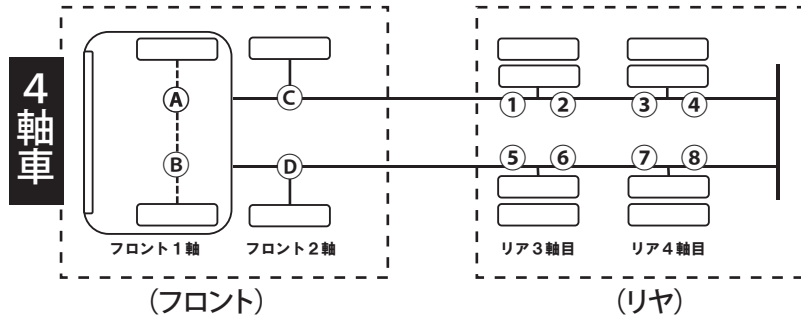 4軸車
Ⓐ
Ⓒ
① ② ③ ④
Ⓑ
Ⓓ
⑤ ⑥ ⑦ ⑧
フロント1軸 フロント2軸 リア3軸目 リア4軸目
(フロント) (リヤ)